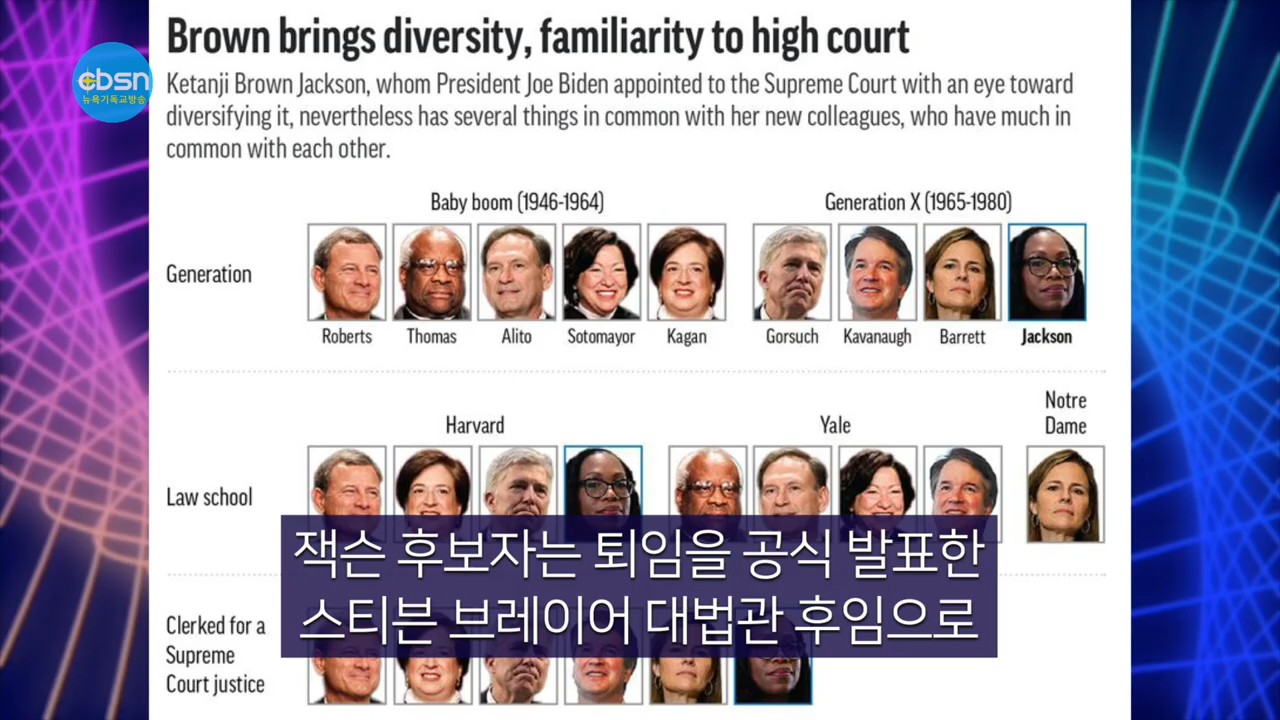 Brown brings diversity, familiarity to high court
cbsn
뉴욕기독교방송
Ketanji Brown Jackson, whom President Joe Biden appointed to the Supreme Court with an eye toward
diversifying it, nevertheless has several things in common with her new colleagues, who have much in
common with each other.
Baby boom (1946-1964)
Generation X (1965-1980)
Generation
Roberts
Thomas
Alito
Sotomayor
Kagan
Gorsuch
Kavanaugh
Barrett
Jackson
Harvard
Yale
Notre
Dame
Law school
잭슨 후보자는 퇴임을 공식 발표한
스티븐 브레이어 대법관 후임으로
Clerked for a
Supreme
Court justice